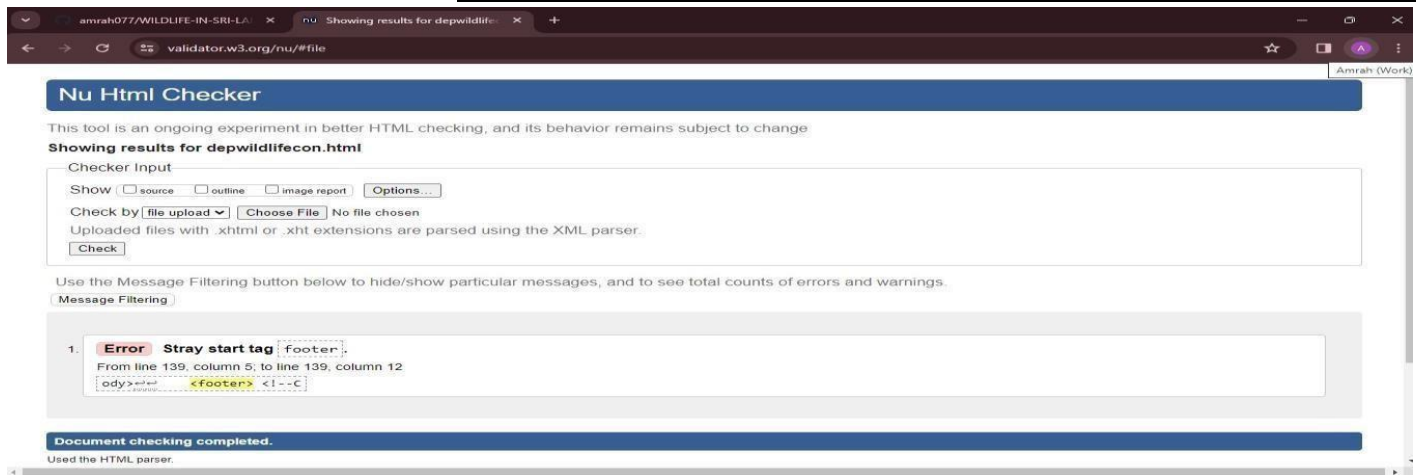 amrah077/WILDLIFE-IN-SRI-LA
nu Showing results for depwildlife
validator.w3.org/nu/#file
A
Amrah (Work)
Nu Html Checker
This tool is an ongoing experiment in better HTML checking, and its behavior remains subject to change
Showing results for depwildlifecon.html
Checker Input
Show source outline image report Options...
Check by file upload Choose File No file chosen
Uploaded files with .xhtml or .xht extensions are parsed using the XML parser.
Check
Use the Message Filtering button below to hide/show particular messages, and to see total counts of errors and warnings.
Message Filtering
1. Error Stray start tag footer.
From line 139, column 5; to line 139, column 12
ody>↩↩ <footer> <!--C
Document checking completed.
Used the HTML parser.